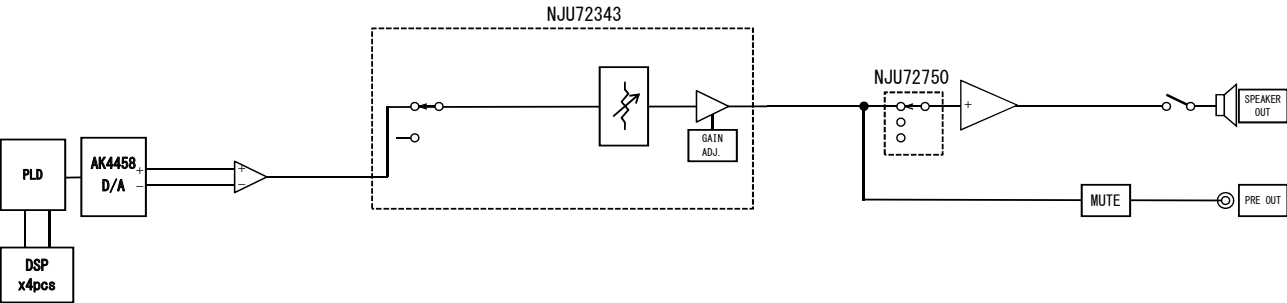 NJU72343
NJU72750
+
SPEAKER
OUT
GAIN
ADJ.
PLD
AK4458
D/A
+
−
+
−
MUTE
PRE OUT
DSP
x4pcs